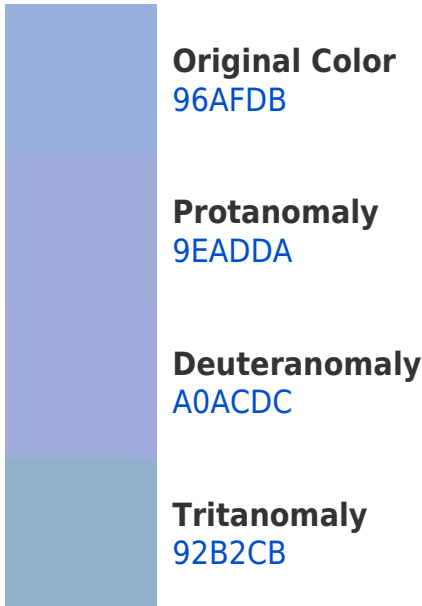 Original Color
96AFDB
Protanomaly
9EADDA
Deuteranomaly
A0ACDC
Tritanomaly
92B2CB